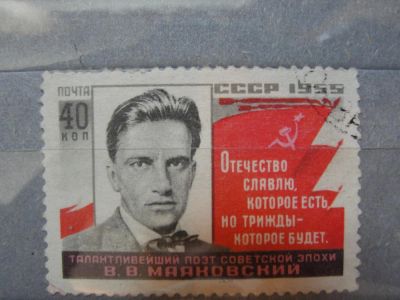 ПОЧТА
СССР 1955
40
КОП
ОТЕЧЕСТВО
СЛАВЛЮ,
КОТОРОЕ ЕСТЬ,
НО ТРИЖДЫ-
КОТОРОЕ БУДЕТ.
ТАЛАНТЛИВЕЙШИЙ ПОЭТ СОВЕТСКОЙ ЭПОХИ
В. В. МАЯКОВСКИЙ